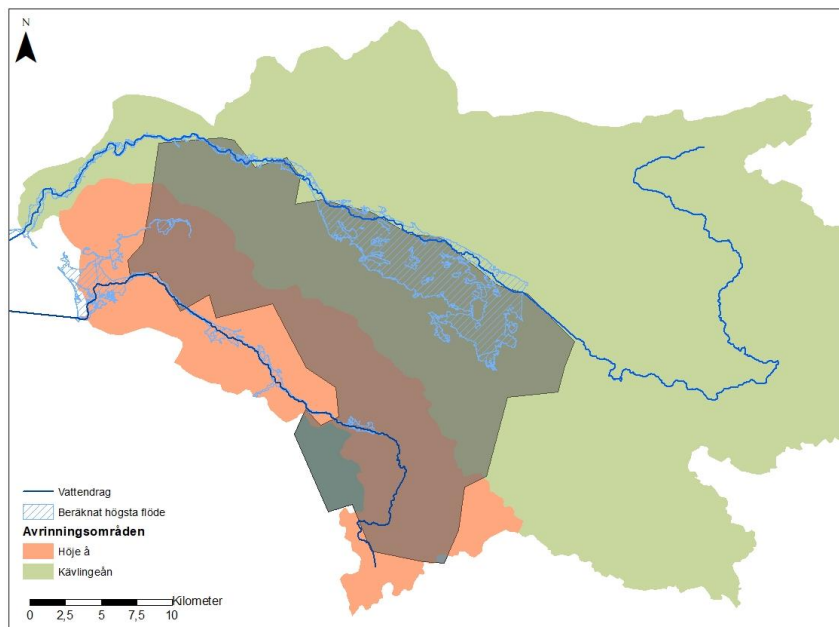 N
Vattendrag
Beräknat högsta flöde
Avrinningsområden
Höje å
Kävlingeån
Kilometer
0 2,5 5 7,5 10